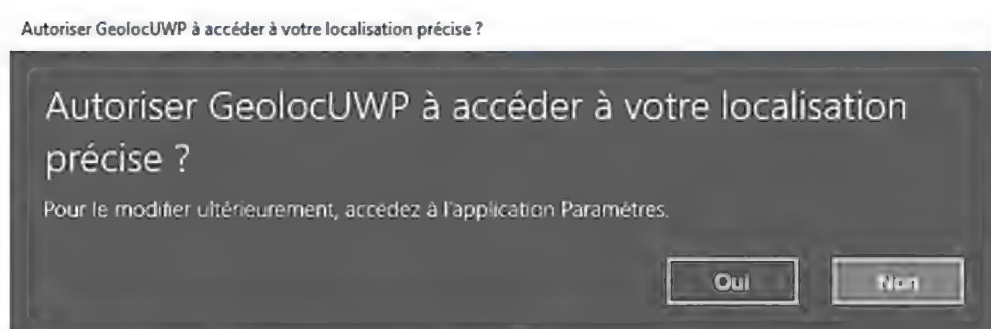 Autoriser GeolocUWP à accéder à votre localisation précise ?
Autoriser GeolocUWP à accéder à votre localisation
précise ?
Pour le modifier ultérieurement, accédez à l'application Paramètres.
Oui
Non